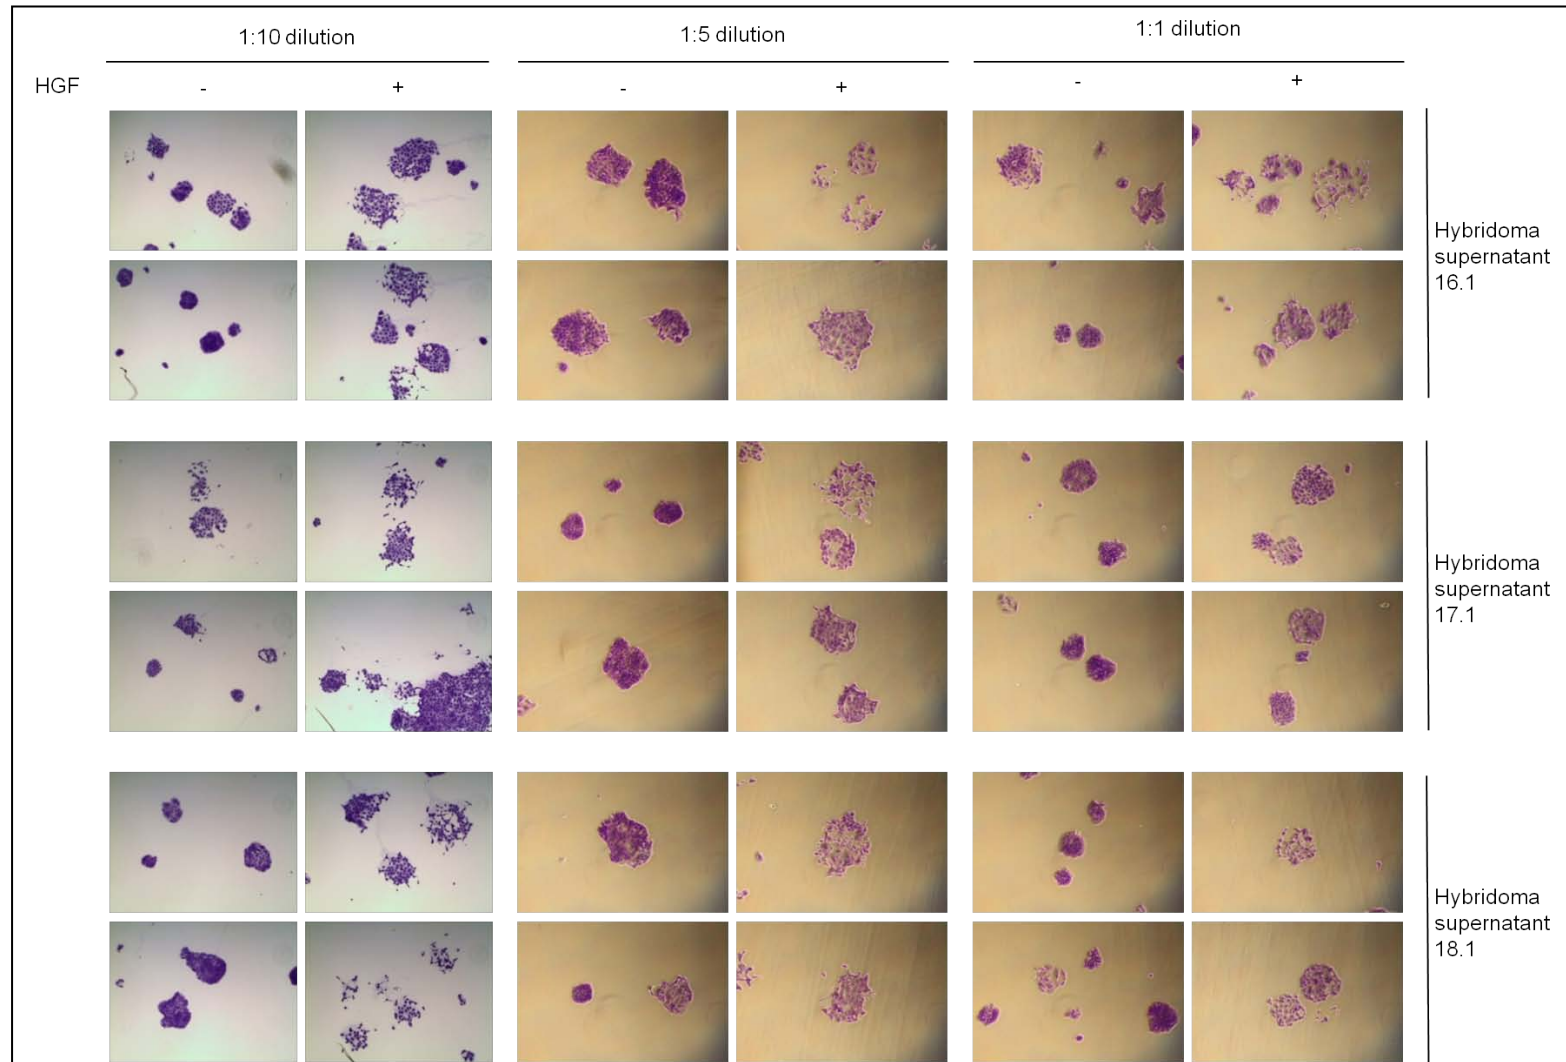 1:10 dilution
1:5 dilution
1:1 dilution
HGF
-
+
-
+
-
+
Hybridoma
supernatant
16.1
Hybridoma
supernatant
17.1
Hybridoma
supernatant
18.1